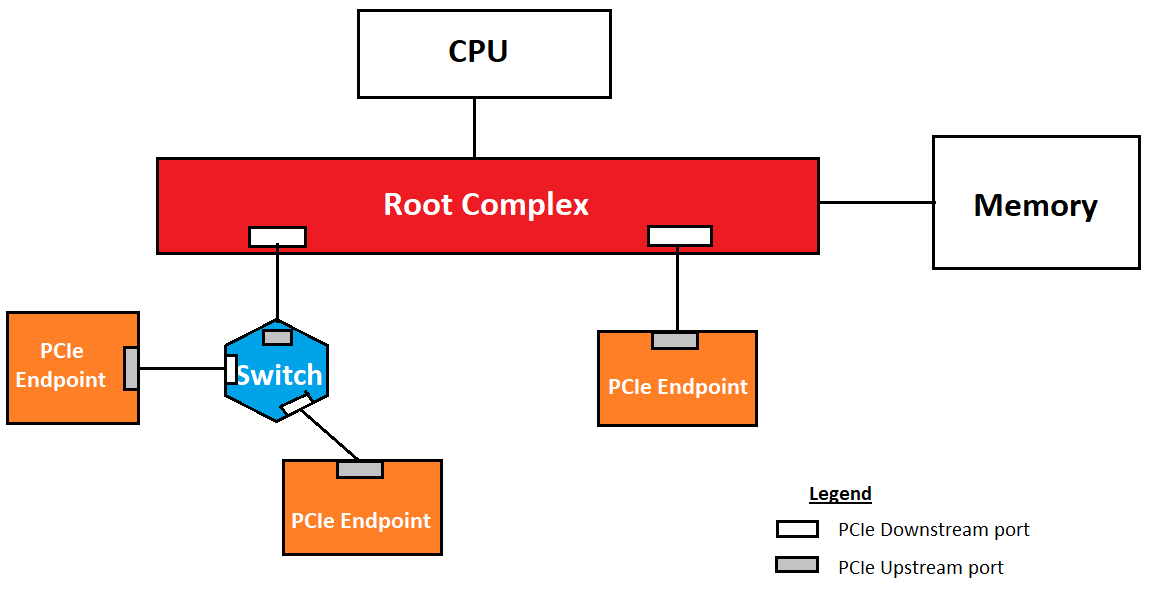 CPU
Root Complex
Memory
PCIe
Endpoint
Switch
PCIe Endpoint
PCIe Endpoint
Legend
PCIe Downstream port
PCIe Upstream port